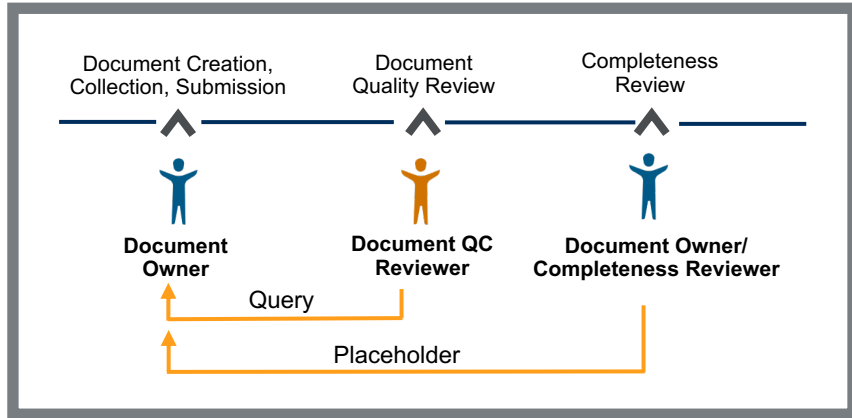 Document Creation,
Collection, Submission
Document
Quality Review
Completeness
Review
Document
Owner
Document QC
Reviewer
Document Owner/
Completeness Reviewer
Query
Placeholder